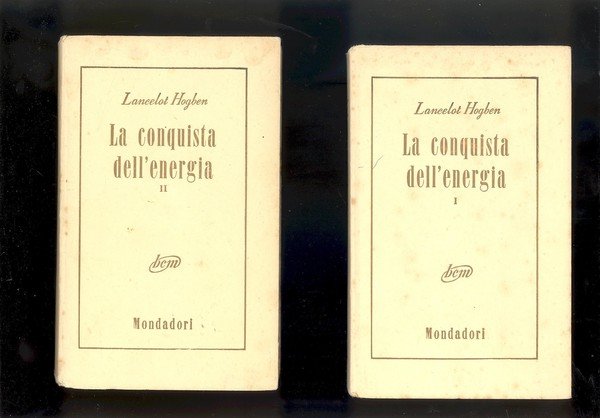 Lancelot Hogben
La conquista
dell'energia
II
bcm
Mondadori
Lancelot Hogben
La conquista
dell'energia
I
bcm
Mondadori